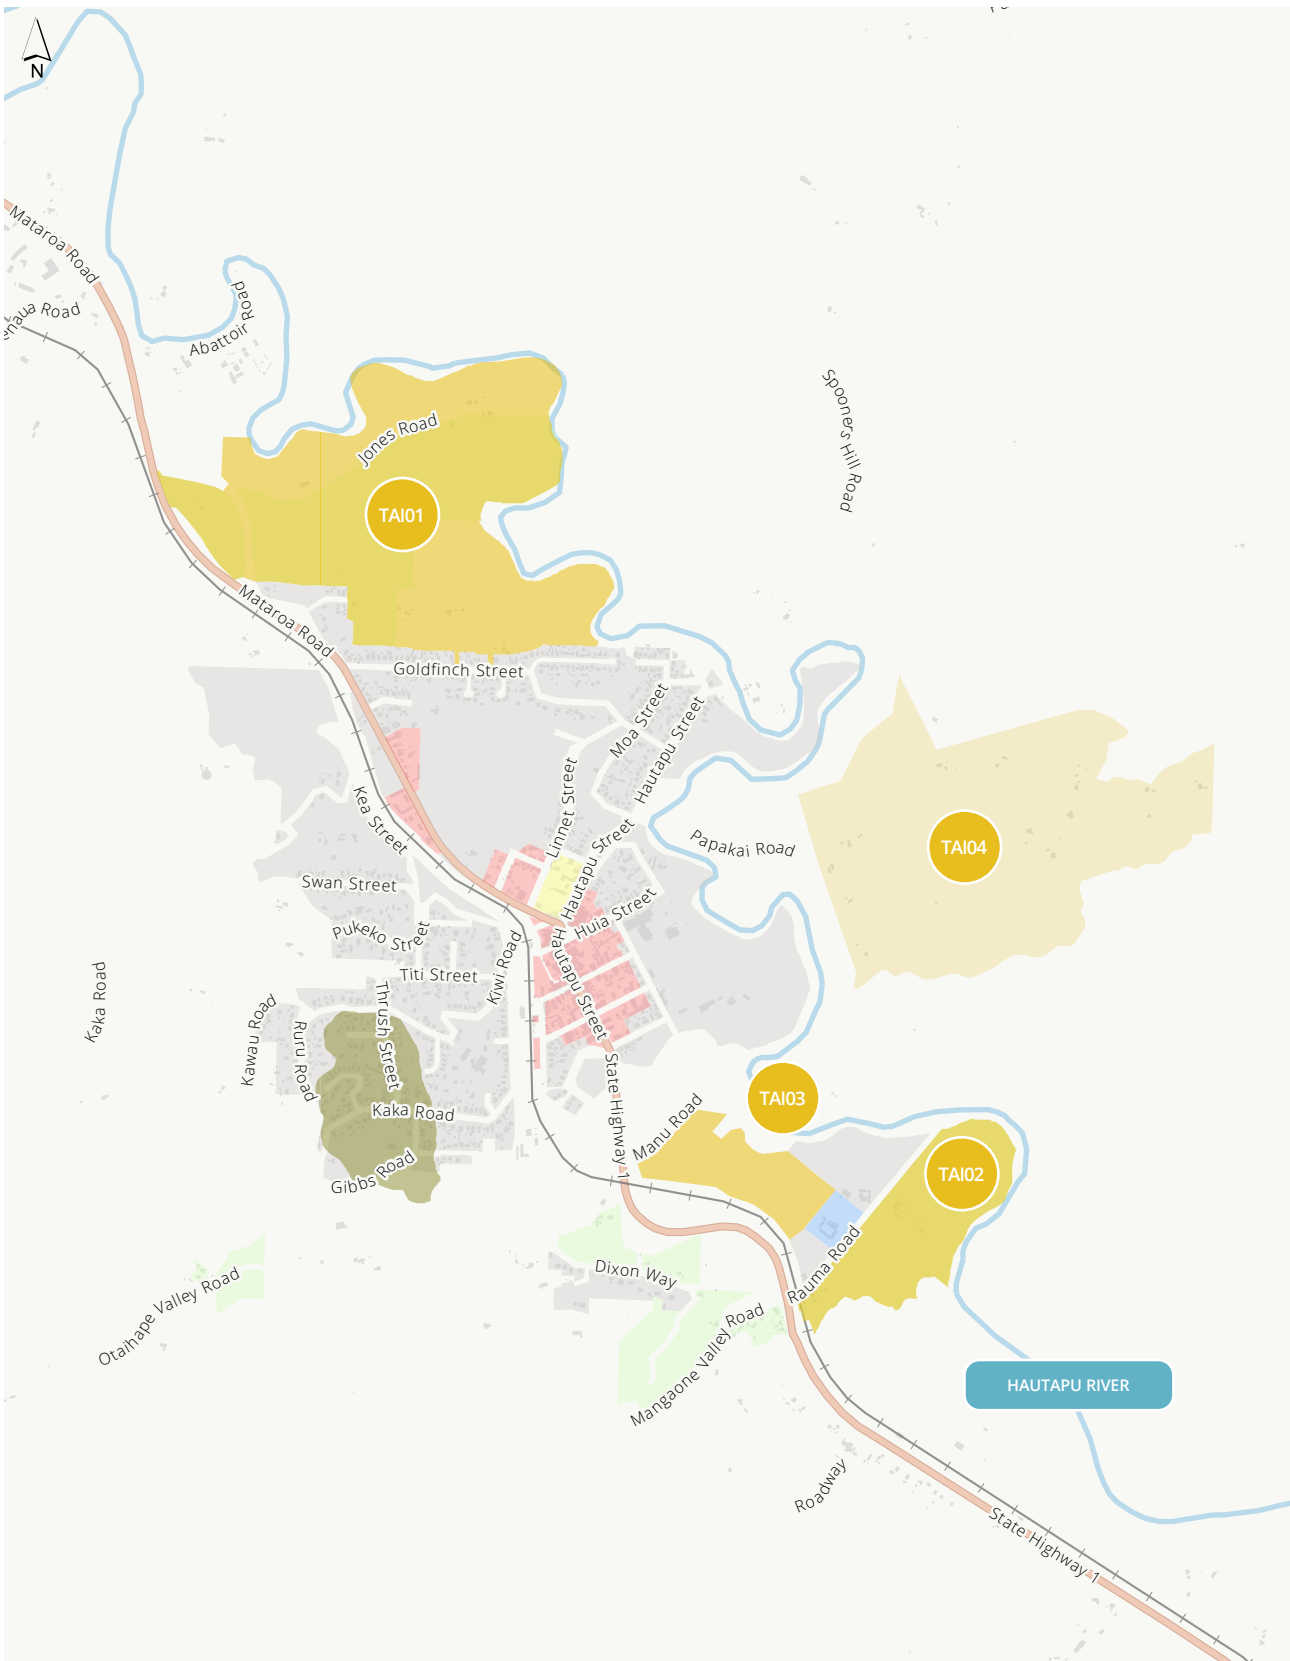 N
Mataroa Road
enaua Road
Abattoir Road
Spooners Hill Road
Jones Road
TAI01
Mataroa Road
Goldfinch Street
Moa Street
Hautapu Street
Linnet Street
Kea Street
Hautapu Street
Papakai Road
TAI04
Swan Street
Huia Street
Pukeko Street
Hautapu Street
Titi Street
Kiwi Road
Kaka Road
Kawau Road
Ruru Road
Thrush Street
State Highway 1
TAI03
Kaka Road
Manu Road
Gibbs Road
TAI02
Dixon Way
Rauma Road
Otaihape Valley Road
Mangaone Valley Road
HAUTAPU RIVER
Roadway
State Highway 1